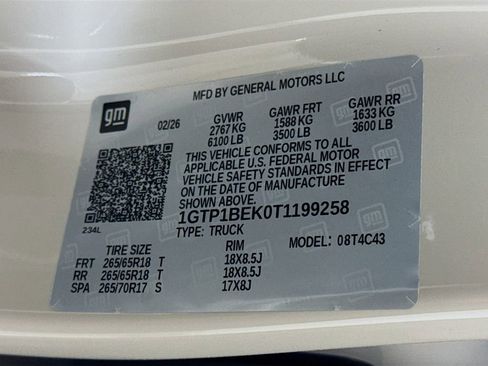 MFD BY GENERAL MOTORS LLC
gm
02/26 GVWR GAWR FRT GAWR RR
2767 KG 1588 KG 1633 KG
6100 LB 3500 LB 3600 LB
THIS VEHICLE CONFORMS TO ALL
APPLICABLE U.S. FEDERAL MOTOR
VEHICLE SAFETY STANDARDS IN EFFECT
ON THE DATE OF MANUFACTURE
SHOWN ABOVE.
1GTP1BEK0T1199258
234L
TYPE: TRUCK MODEL: 08T4C43
TIRE SIZE RIM
FRT 265/65R18 T 18X8.5J
RR 265/65R18 T 18X8.5J
SPA 265/70R17 S 17X8J